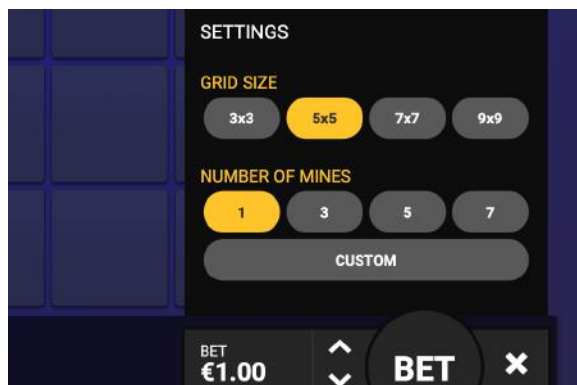 SETTINGS
GRID SIZE
3x3 5x5 7x7 9x9
NUMBER OF MINES
1 3 5 7
CUSTOM
BET
€1.00
BET